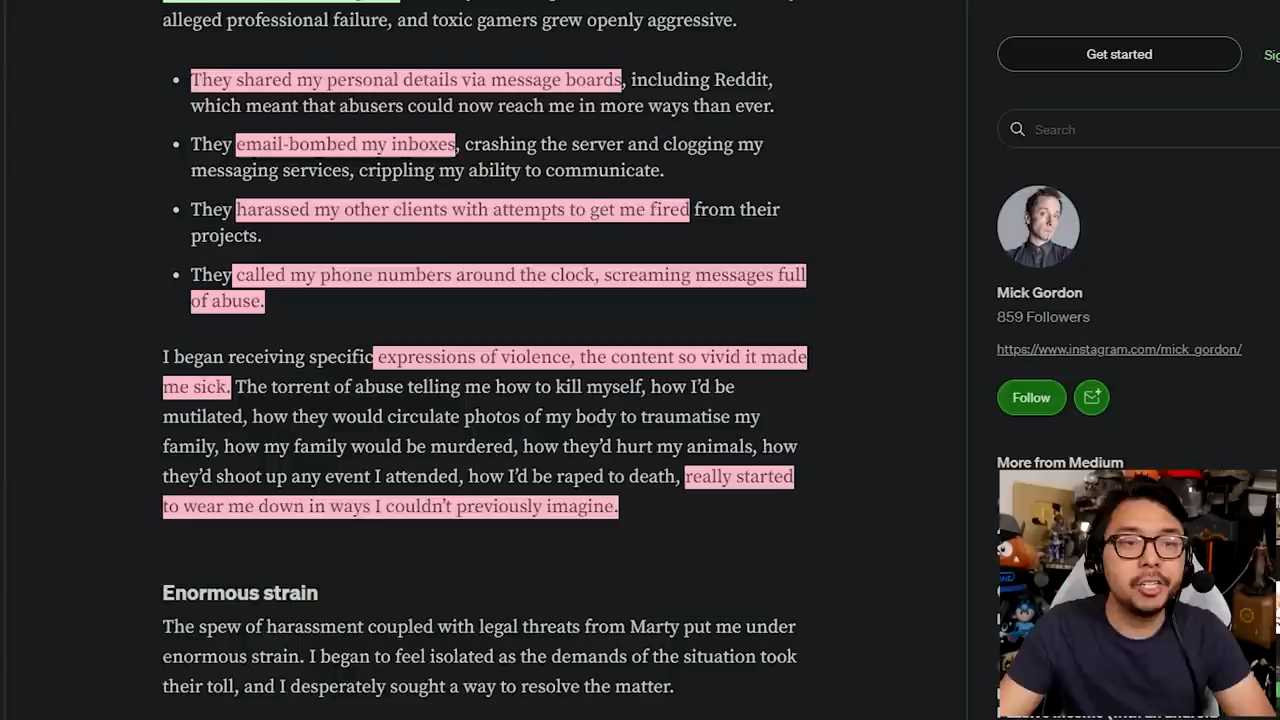 alleged professional failure, and toxic gamers grew openly aggressive.
• They shared my personal details via message boards, including Reddit,
which meant that abusers could now reach me in more ways than ever.
• They email-bombed my inboxes, crashing the server and clogging my
messaging services, crippling my ability to communicate.
• They harassed my other clients with attempts to get me fired from their
projects.
• They called my phone numbers around the clock, screaming messages full
of abuse.
I began receiving specific expressions of violence, the content so vivid it made
me sick. The torrent of abuse telling me how to kill myself, how I'd be
mutilated, how they would circulate photos of my body to traumatise my
family, how my family would be murdered, how they'd hurt my animals, how
they'd shoot up any event I attended, how I'd be raped to death, really started
to wear me down in ways I couldn't previously imagine.
Enormous strain
The spew of harassment coupled with legal threats from Marty put me under
enormous strain. I began to feel isolated as the demands of the situation took
their toll, and I desperately sought a way to resolve the matter.
Get started
Sig
Search
Mick Gordon
859 Followers
https://www.instagram.com/mick_gordon/
Follow
More from Medium